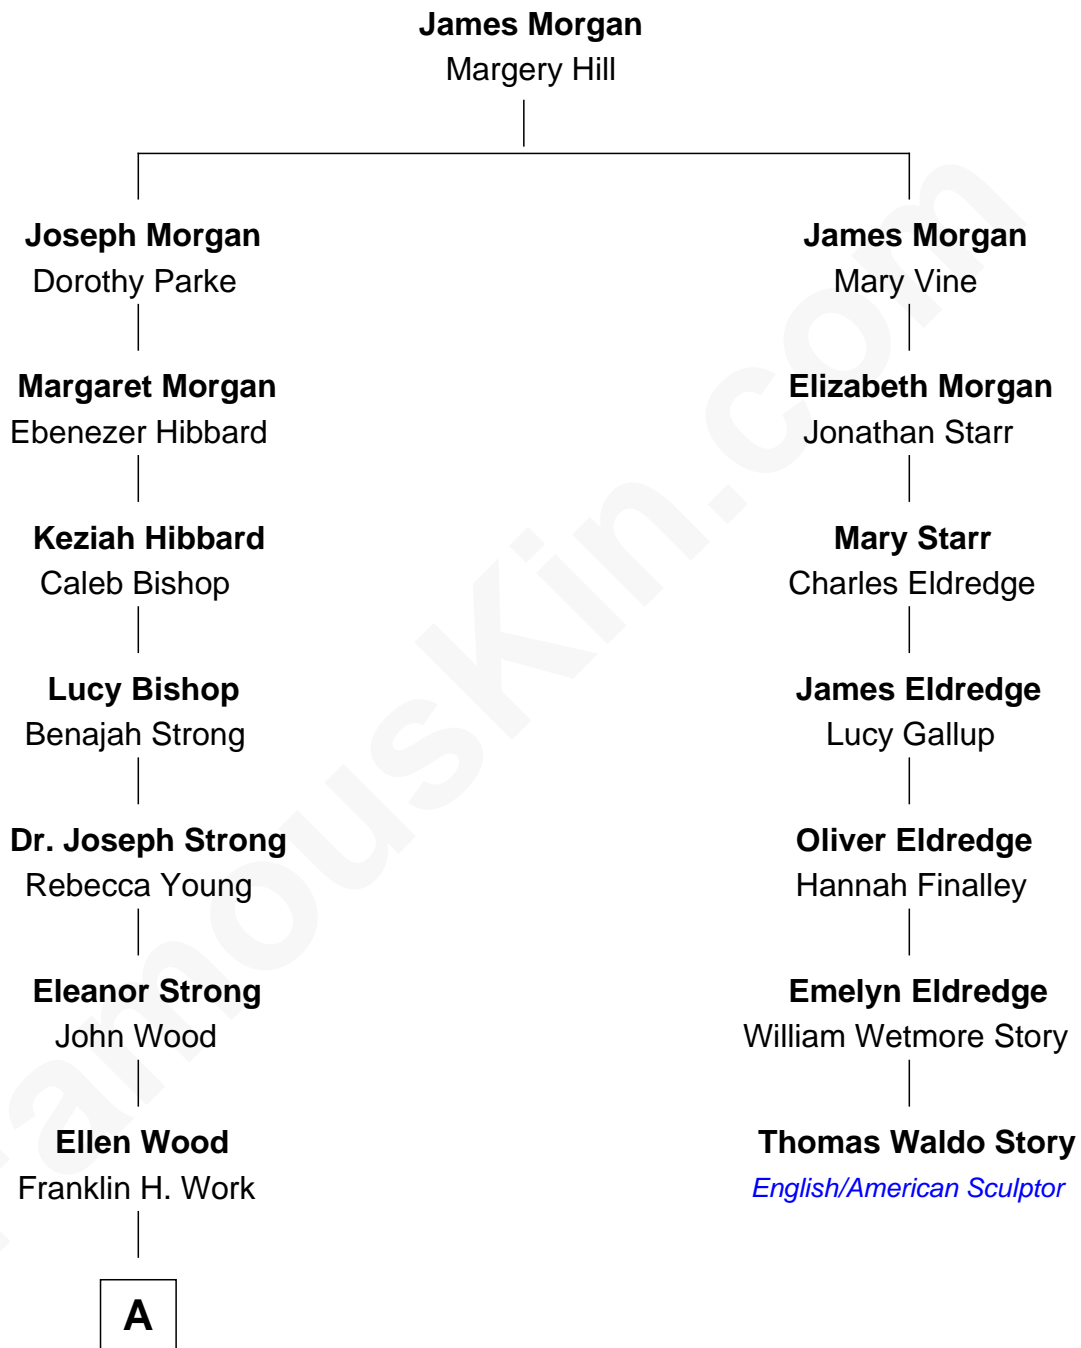 James Morgan
Margery Hill
Joseph Morgan
Dorothy Parke
James Morgan
Mary Vine
Margaret Morgan
Ebenezer Hibbard
Elizabeth Morgan
Jonathan Starr
Keziah Hibbard
Caleb Bishop
Mary Starr
Charles Eldredge
Lucy Bishop
Benajah Strong
James Eldredge
Lucy Gallup
Dr. Joseph Strong
Rebecca Young
Oliver Eldredge
Hannah Finalley
Eleanor Strong
John Wood
Emelyn Eldredge
William Wetmore Story
Ellen Wood
Franklin H. Work
Thomas Waldo Story
English/American Sculptor
A
FamousKin.com